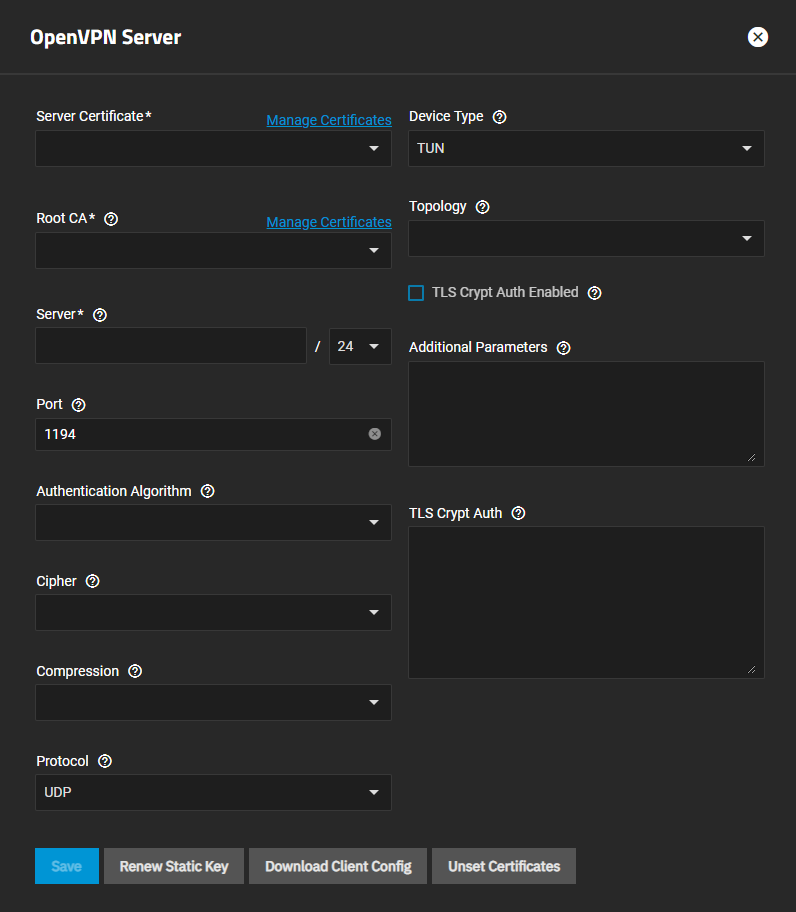 OpenVPN Server
Server Certificate*
Manage Certificates
Root CA*
Manage Certificates
Server*
/ 24
Port
1194
Authentication Algorithm
Cipher
Compression
Protocol
UDP
Device Type
TUN
Topology
TLS Crypt Auth Enabled
Additional Parameters
TLS Crypt Auth
Save
Renew Static Key
Download Client Config
Unset Certificates